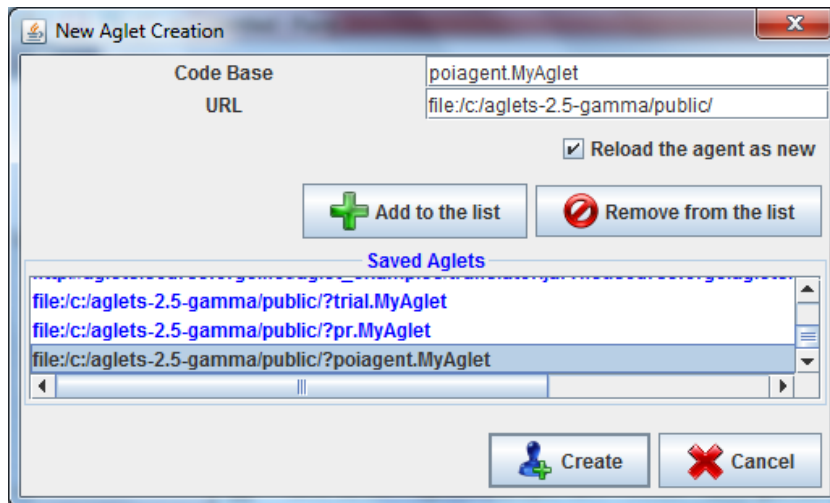 New Aglet Creation
Code Base poiagent.MyAglet
URL file:/c:/aglets-2.5-gamma/public/
Reload the agent as new
Add to the list Remove from the list
Saved Aglets
file:/c:/aglets-2.5-gamma/public/?trial.MyAglet
file:/c:/aglets-2.5-gamma/public/?pr.MyAglet
file:/c:/aglets-2.5-gamma/public/?poiagent.MyAglet
Create Cancel